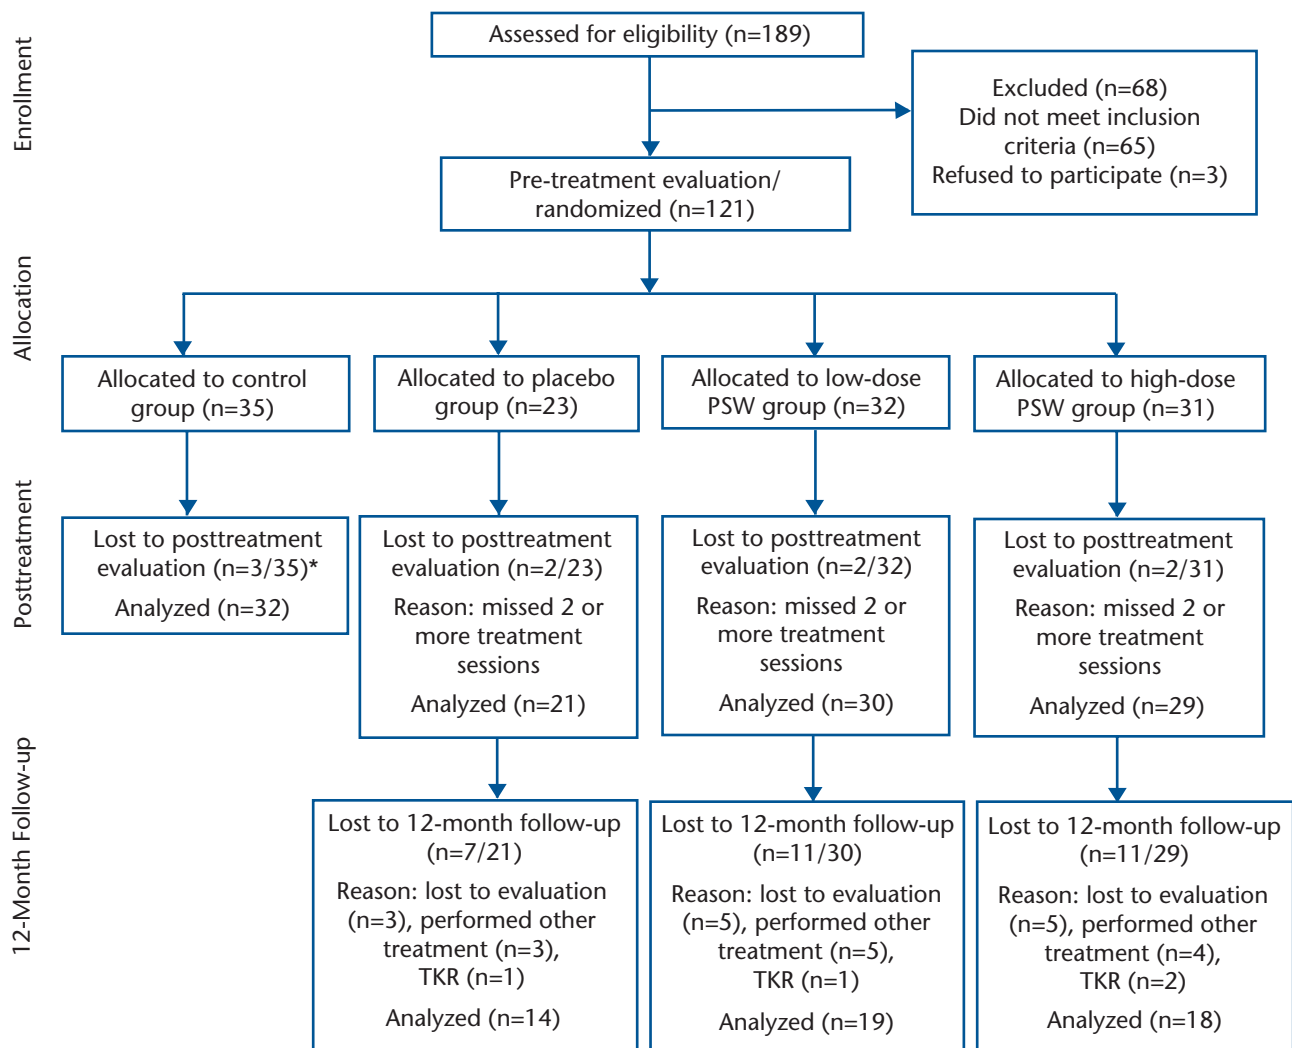 Enrollment
Assessed for eligibility (n=189)
Excluded (n=68)
Did not meet inclusion
criteria (n=65)
Refused to participate (n=3)
Pre-treatment evaluation/
randomized (n=121)
Allocation
Allocated to control
group (n=35)
Allocated to placebo
group (n=23)
Allocated to low-dose
PSW group (n=32)
Allocated to high-dose
PSW group (n=31)
Posttreatment
Lost to posttreatment
evaluation (n=3/35)*
Analyzed (n=32)
Lost to posttreatment
evaluation (n=2/23)
Reason: missed 2 or
more treatment
sessions
Analyzed (n=21)
Lost to posttreatment
evaluation (n=2/32)
Reason: missed 2 or
more treatment
sessions
Analyzed (n=30)
Lost to posttreatment
evaluation (n=2/31)
Reason: missed 2 or
more treatment
sessions
Analyzed (n=29)
12-Month Follow-up
Lost to 12-month follow-up
(n=7/21)
Reason: lost to evaluation
(n=3), performed other
treatment (n=3),
TKR (n=1)
Analyzed (n=14)
Lost to 12-month follow-up
(n=11/30)
Reason: lost to evaluation
(n=5), performed other
treatment (n=5),
TKR (n=1)
Analyzed (n=19)
Lost to 12-month follow-up
(n=11/29)
Reason: lost to evaluation
(n=5), performed other
treatment (n=4),
TKR (n=2)
Analyzed (n=18)